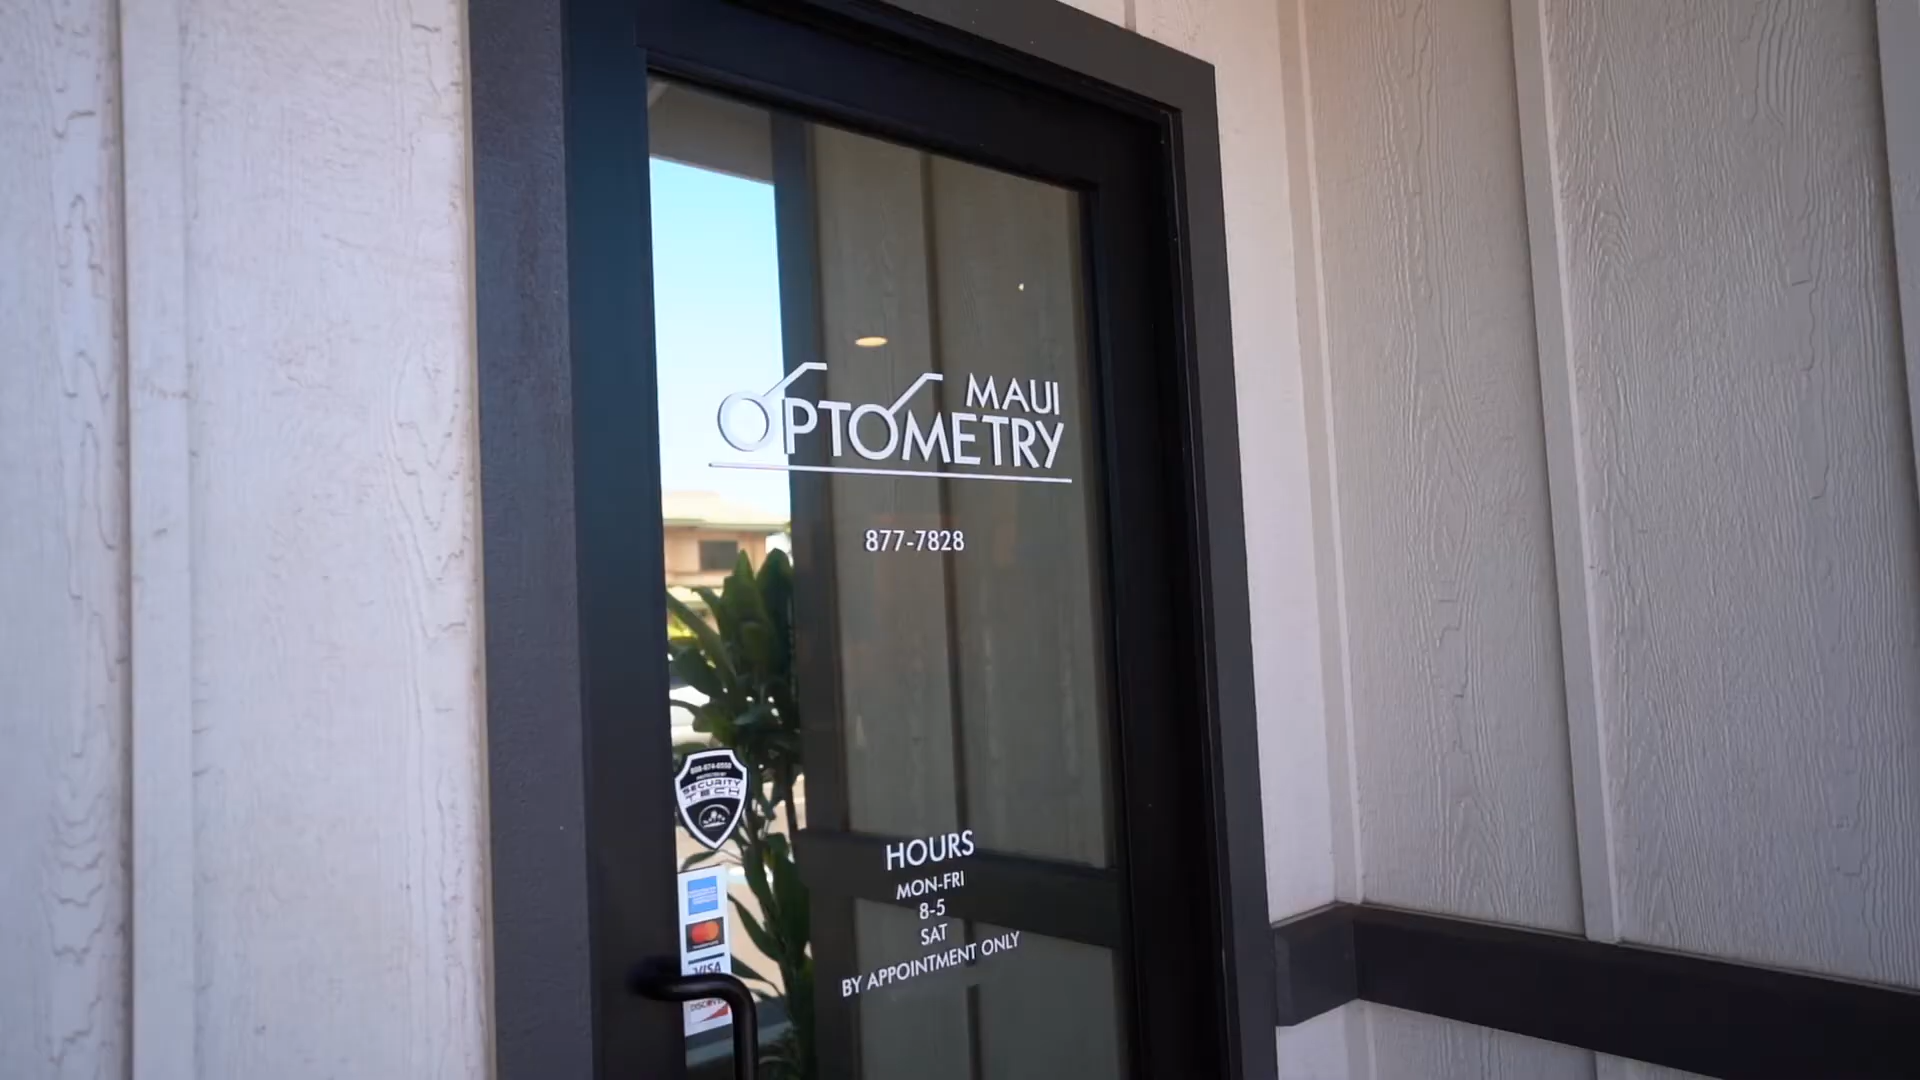 MAUI
OPTOMETRY
877-7828
SECURITY
TECH
HOURS
MON-FRI
8-5
SAT
BY APPOINTMENT ONLY
VISA